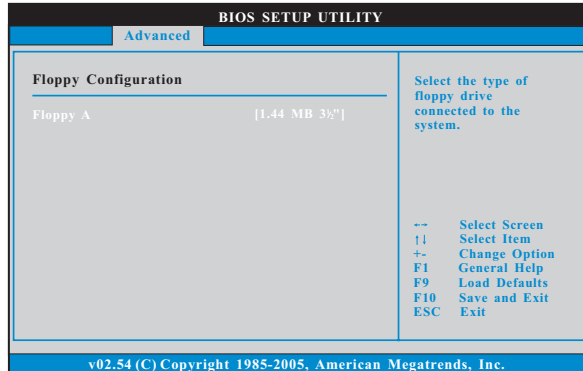 BIOS SETUP UTILITY
Advanced
Floppy Configuration
Floppy A [1.44 MB 3½"]
Select the type of
floppy drive
connected to the
system.
←→ Select Screen
↑↓ Select Item
+- Change Option
F1 General Help
F9 Load Defaults
F10 Save and Exit
ESC Exit
v02.54 (C) Copyright 1985-2005, American Megatrends, Inc.